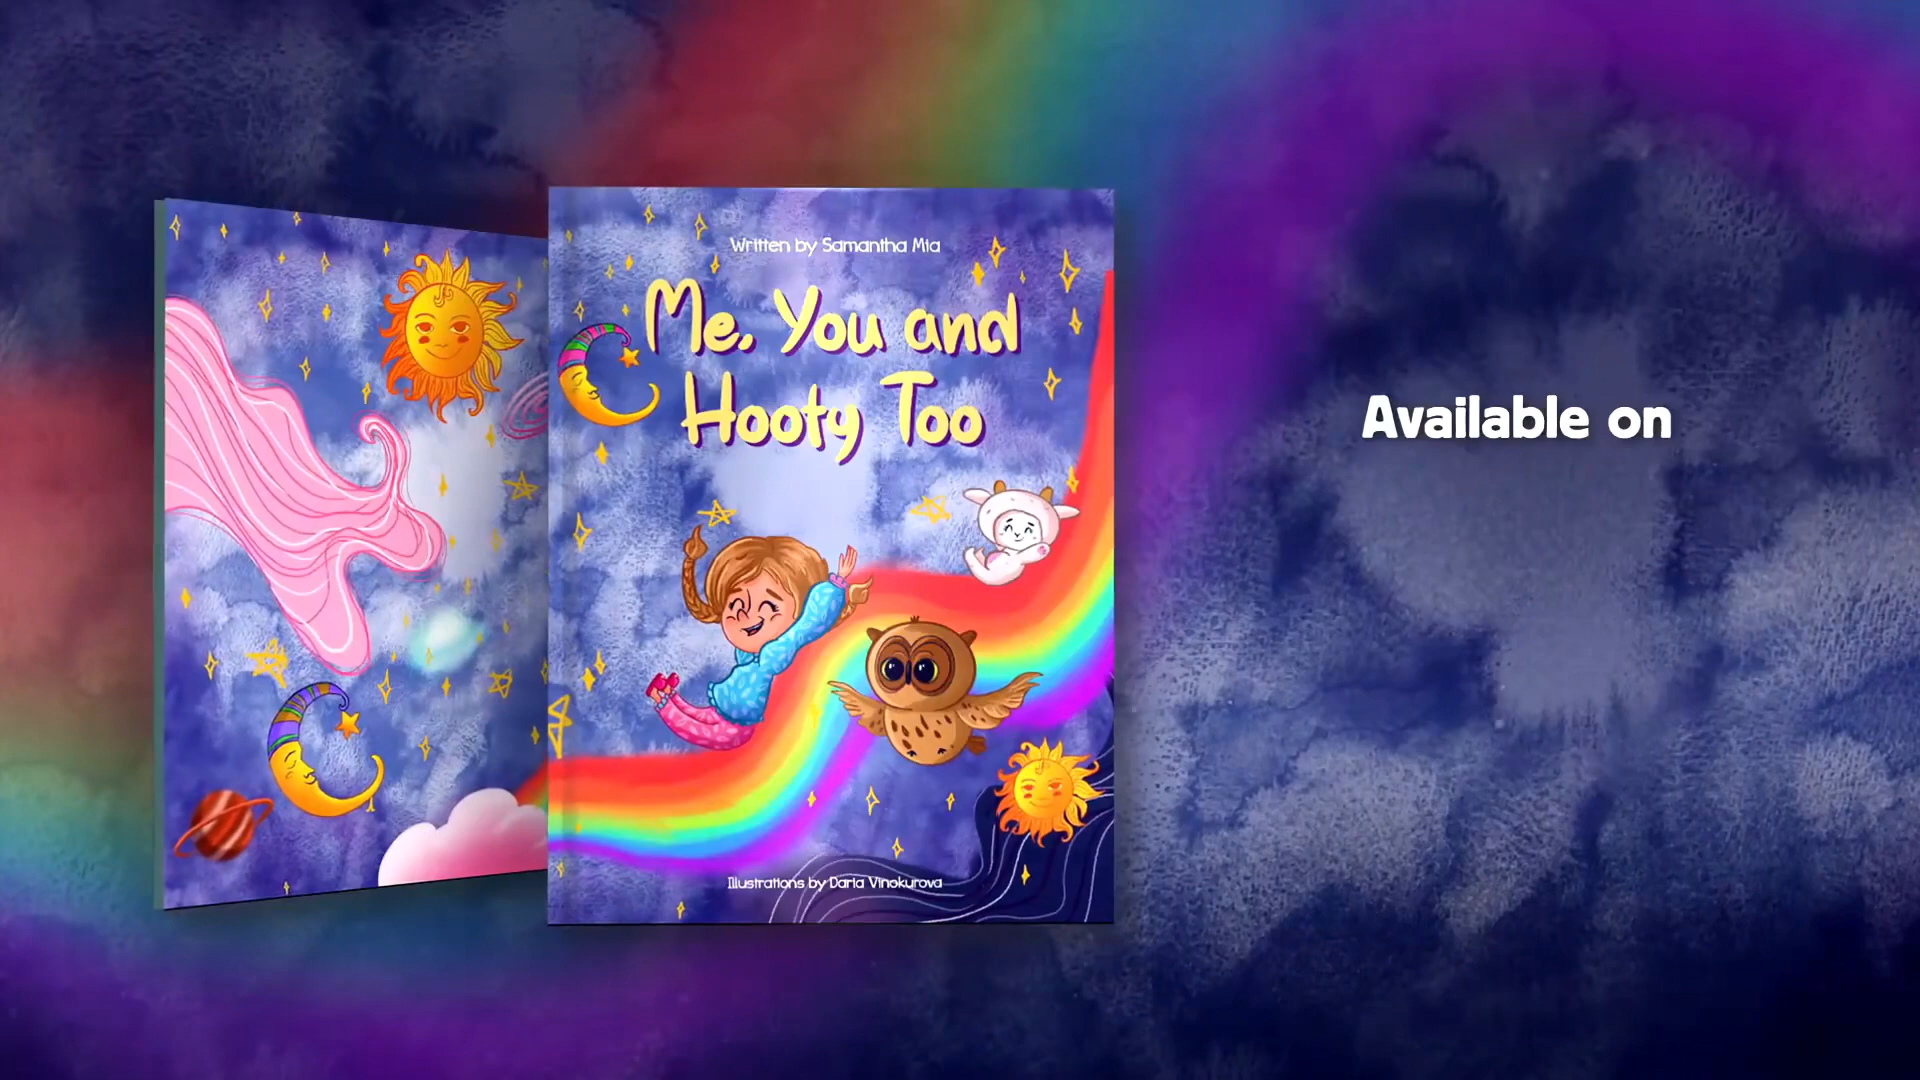 Written by Samantha Mia
Me, You and
Hooty Too
Illustrations by Daria Vinokurova
Available on